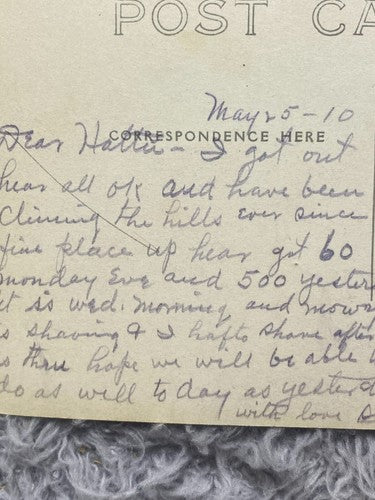 POST CA
CORRESPONDENCE HERE
May 25-10
Dear Hattie - I got out
hear all ok and have been
climing the hills ever since
fine place up hear got 60
monday Eve and 500 yester
it is wed. morning and mows
is shaving & I hafto shave after
is thru hope we will be able t
do as will to day as yesterd
with love